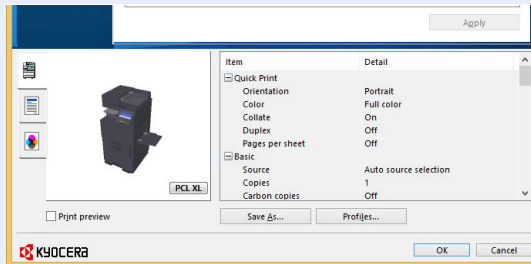 Apply
Item Detail
Quick Print
Orientation Portrait
Color Full color
Collate On
Duplex Off
Pages per sheet Off
Basic
Source Auto source selection
Copies 1
Carbon copies Off
PCL XL
Print preview Save As... Profiles...
KYOCERA OK Cancel